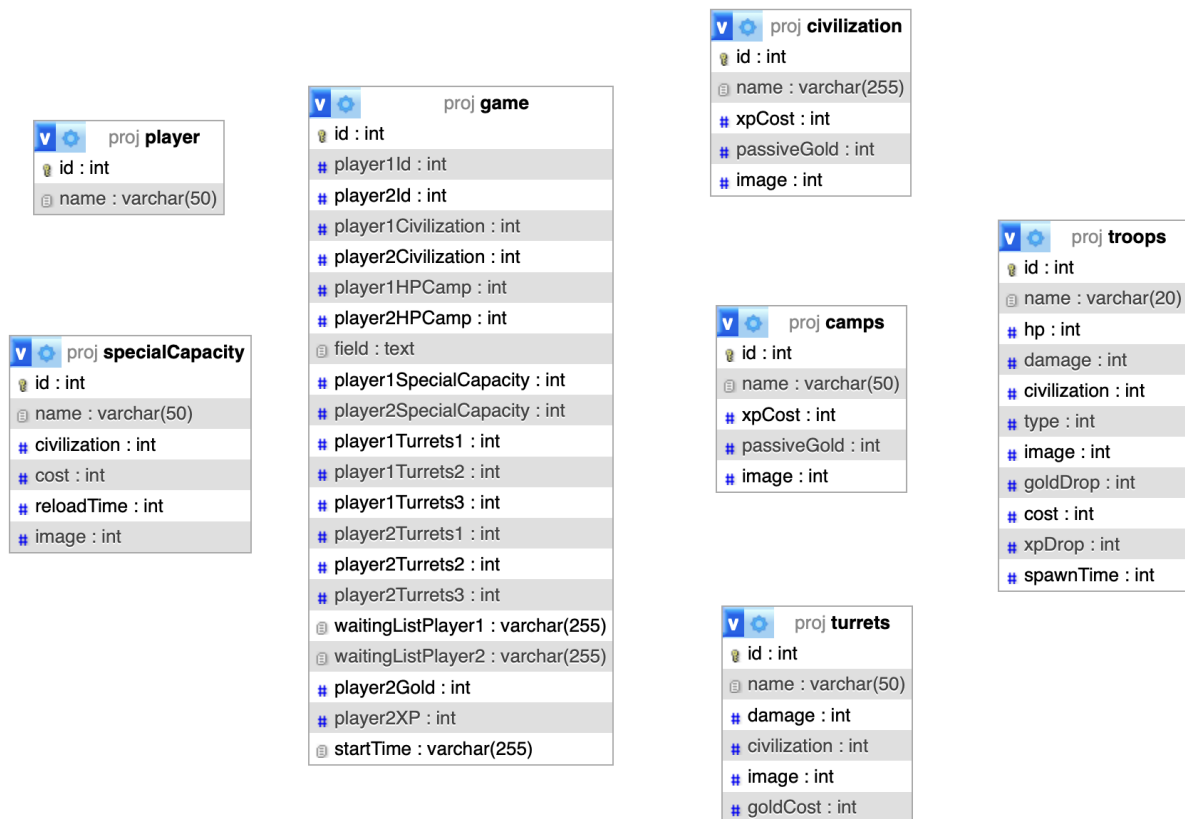 proj player
id : int
name : varchar(50)
proj specialCapacity
id : int
name : varchar(50)
civilization : int
cost : int
reloadTime : int
image : int
proj game
id : int
player1Id : int
player2Id : int
player1Civilization : int
player2Civilization : int
player1HPCamp : int
player2HPCamp : int
field : text
player1SpecialCapacity : int
player2SpecialCapacity : int
player1Turrets1 : int
player1Turrets2 : int
player1Turrets3 : int
player2Turrets1 : int
player2Turrets2 : int
player2Turrets3 : int
waitingListPlayer1 : varchar(255)
waitingListPlayer2 : varchar(255)
player2Gold : int
player2XP : int
startTime : varchar(255)
proj civilization
id : int
name : varchar(255)
xpCost : int
passiveGold : int
image : int
proj camps
id : int
name : varchar(50)
xpCost : int
passiveGold : int
image : int
proj turrets
id : int
name : varchar(50)
damage : int
civilization : int
image : int
goldCost : int
proj troops
id : int
name : varchar(20)
hp : int
damage : int
civilization : int
type : int
image : int
goldDrop : int
cost : int
xpDrop : int
spawnTime : int